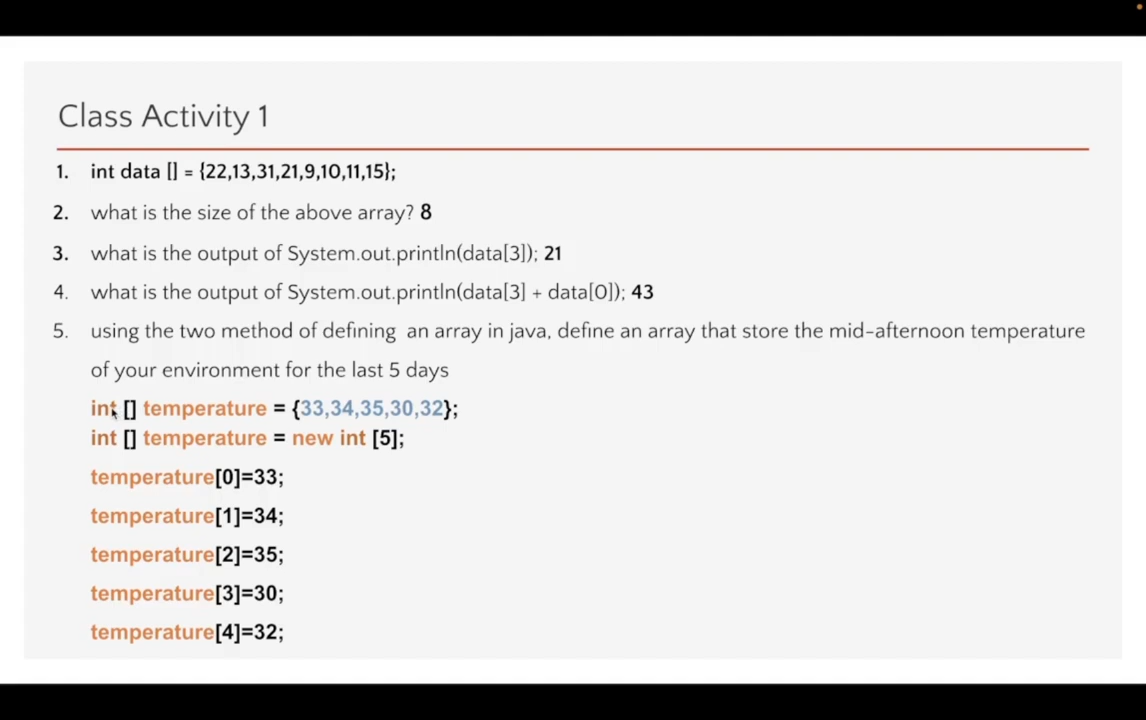 Class Activity 1
1. int data [] = {22,13,31,21,9,10,11,15};
2. what is the size of the above array? 8
3. what is the output of System.out.println(data[3]); 21
4. what is the output of System.out.println(data[3] + data[0]); 43
5. using the two method of defining an array in java, define an array that store the mid-afternoon temperature
of your environment for the last 5 days
int [] temperature = {33,34,35,30,32};
int [] temperature = new int [5];
temperature[0]=33;
temperature[1]=34;
temperature[2]=35;
temperature[3]=30;
temperature[4]=32;